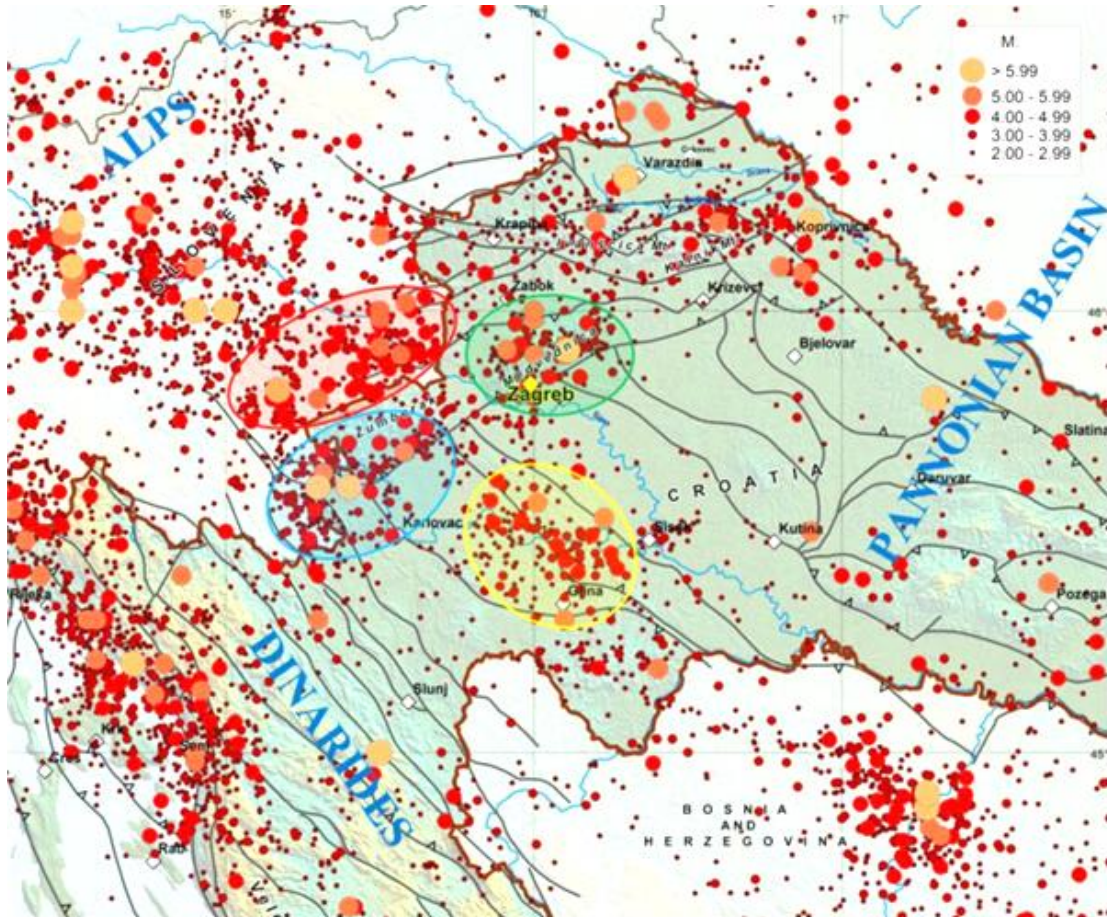 15°
16°
17°
M.
> 5.99
5.00 - 5.99
4.00 - 4.99
3.00 - 3.99
2.00 - 2.99
ALPS
SLOVENIA
Varazdin
Krapina
Koprivnica
Krizevci
Zabok
46°
Bjelovar
Zagreb
PANNONIAN BASIN
Slatina
CROATIA
Daruvar
Karlovac
Sisak
Kutina
Glina
Rijeka
Pozega
DINARIDES
Slunj
Krk
Senj
Cres
45°
BOSNIA
AND
HERZEGOVINA
Rab